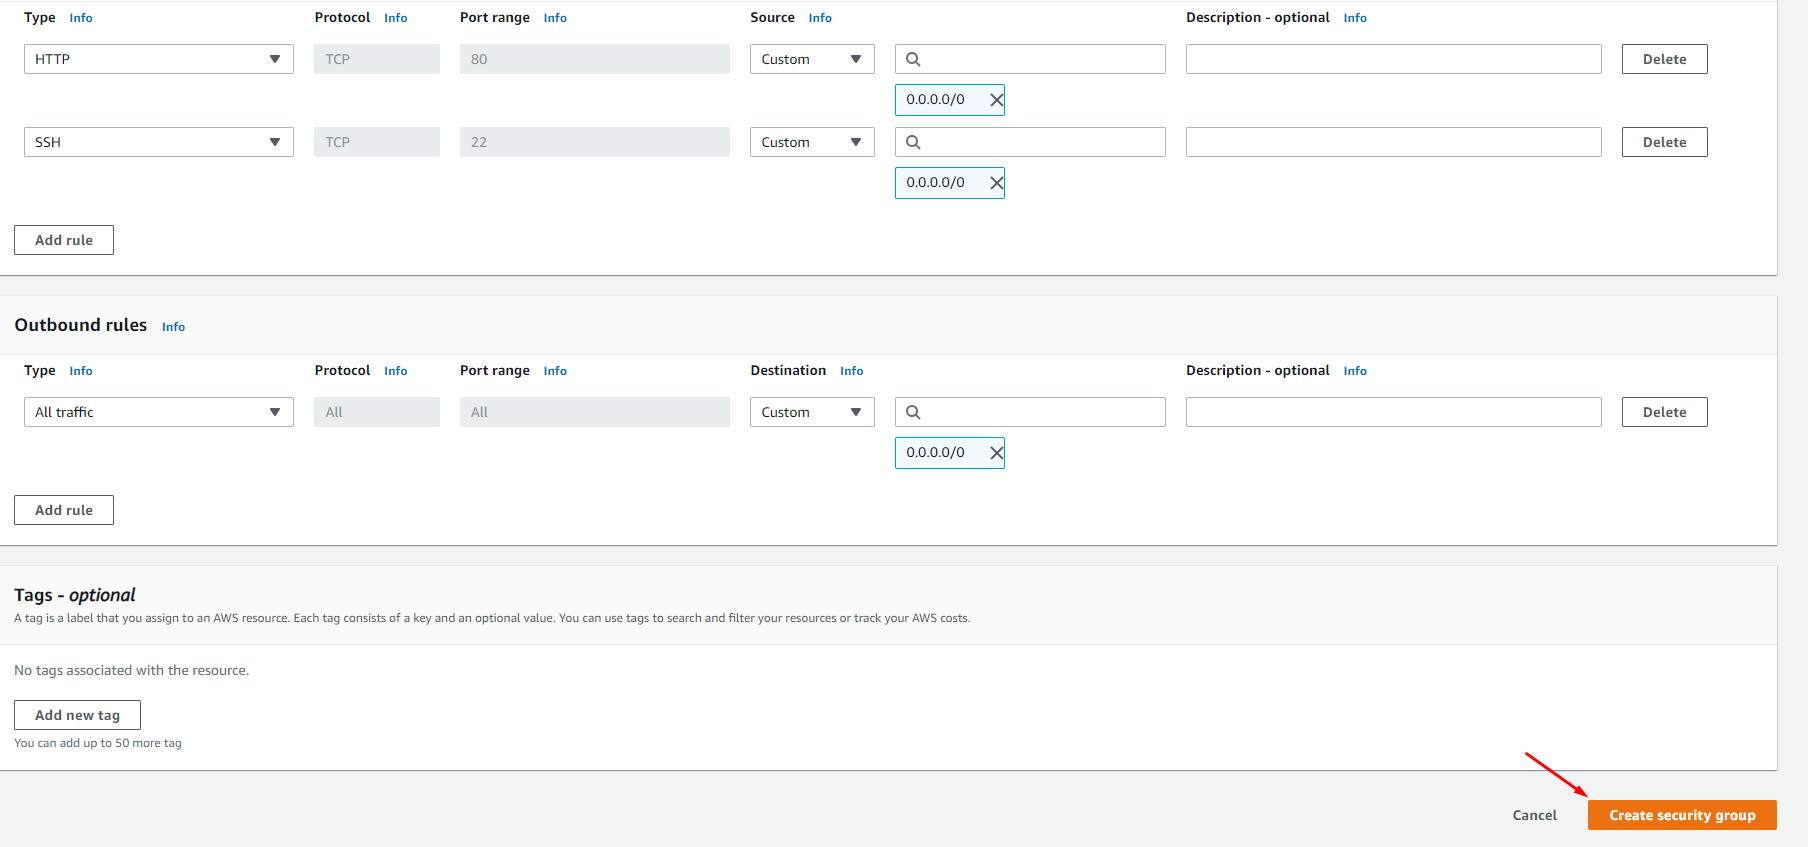 Type Info Protocol Info Port range Info Source Info Description - optional Info
HTTP TCP 80 Custom Delete
0.0.0.0/0
SSH TCP 22 Custom Delete
0.0.0.0/0
Add rule
Outbound rules Info
Type Info Protocol Info Port range Info Destination Info Description - optional Info
All traffic All All Custom Delete
0.0.0.0/0
Add rule
Tags - optional
A tag is a label that you assign to an AWS resource. Each tag consists of a key and an optional value. You can use tags to search and filter your resources or track your AWS costs.
No tags associated with the resource.
Add new tag
You can add up to 50 more tag
Cancel Create security group